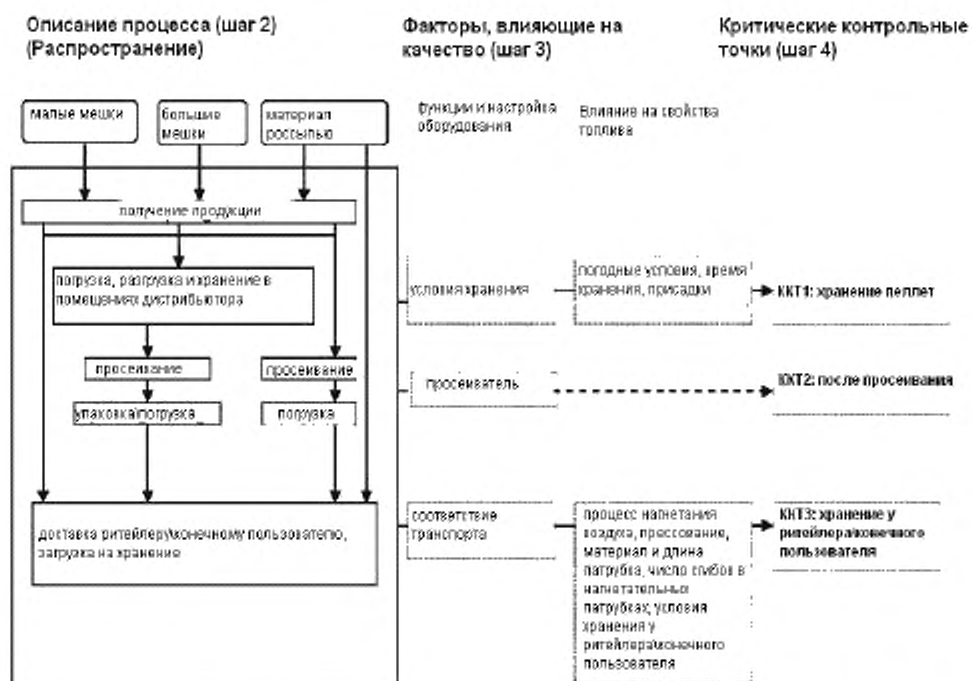 Описание процесса (шаг 2)
(Распространение)
Факторы, влияющие на
качество (шаг 3)
Критические контрольные
точки (шаг 4)
малые мешки
большие
мешки
материал
россыпью
функции и настройка
оборудования
Влияние на свойства
топлива
получение продукции
погрузка, разгрузка и хранение в
помещениях дистрибьютора
условия хранения
погодные условия, время
хранения, присадки
ККТ1: хранение пеллет
просеивание
просеивание
просеиватель
ККТ2: после просеивания
упаковка\погрузка
погрузка
доставка ритейлеру\конечному пользователю,
загрузка на хранение
соответствие
транспорта
процесс нагнетания
воздуха, прессование,
материал и длина
патрубка, число сгибов в
нагнетательных
патрубках, условия
хранения у
ритейлера\конечного
пользователя
ККТ3: хранение у
ритейлера\конечного
пользователя